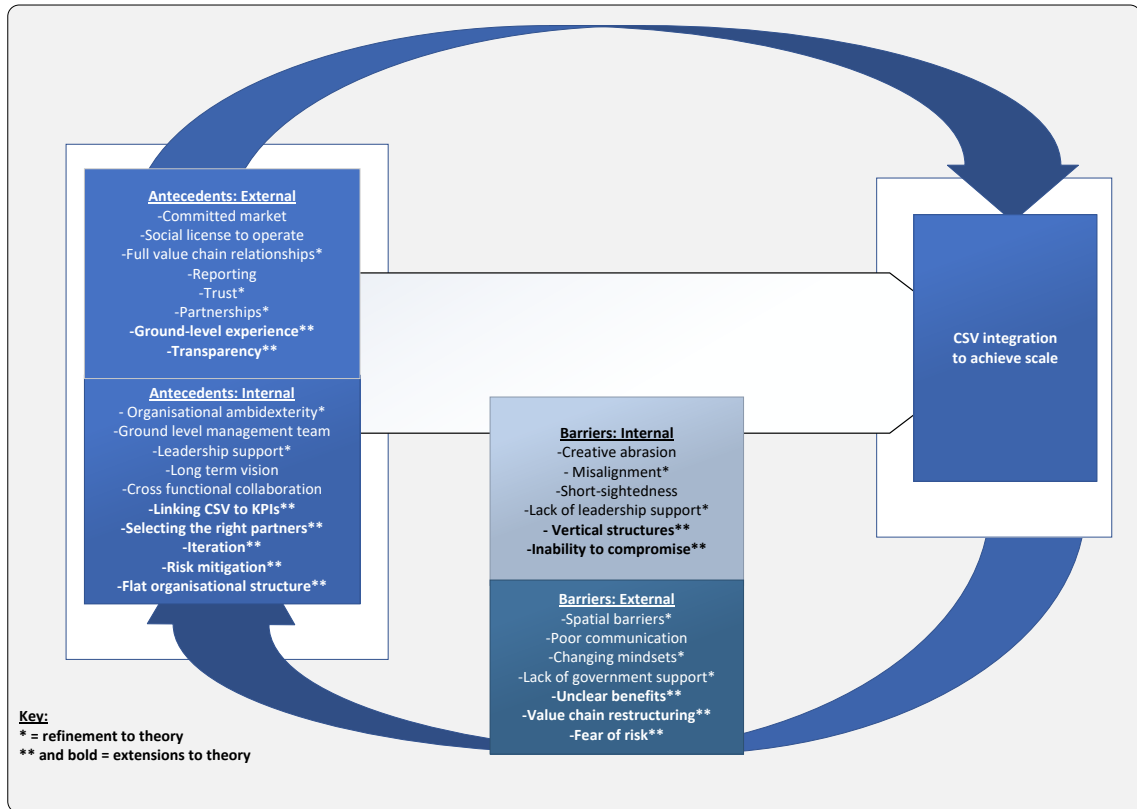 Antecedents: External
-Committed market
-Social license to operate
-Full value chain relationships*
-Reporting
-Trust*
-Partnerships*
-Ground-level experience**
-Transparency**
Antecedents: Internal
- Organisational ambidexterity*
-Ground level management team
-Leadership support*
-Long term vision
-Cross functional collaboration
-Linking CSV to KPIs**
-Selecting the right partners**
-Iteration**
-Risk mitigation**
-Flat organisational structure**
Barriers: Internal
-Creative abrasion
- Misalignment*
-Short-sightedness
-Lack of leadership support*
- Vertical structures**
-Inability to compromise**
Barriers: External
-Spatial barriers*
-Poor communication
-Changing mindsets*
-Lack of government support*
-Unclear benefits**
-Value chain restructuring**
-Fear of risk**
CSV integration
to achieve scale
Key:
* = refinement to theory
** and bold = extensions to theory